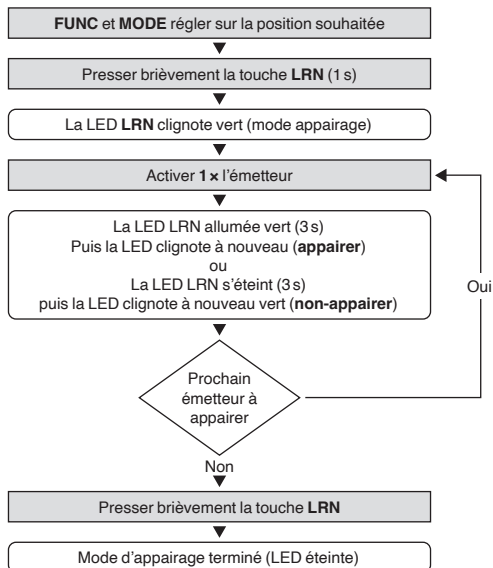 FUNC et MODE régler sur la position souhaitée
Presser brièvement la touche LRN (1 s)
La LED LRN clignote vert (mode appairage)
Activer 1 × l'émetteur
La LED LRN allumée vert (3 s)
Puis la LED clignote à nouveau (appairer)
ou
La LED LRN s'éteint (3 s)
puis la LED clignote à nouveau vert (non-appairer)
Oui
Prochain
émetteur à
appairer
Non
Presser brièvement la touche LRN
Mode d'appairage terminé (LED éteinte)